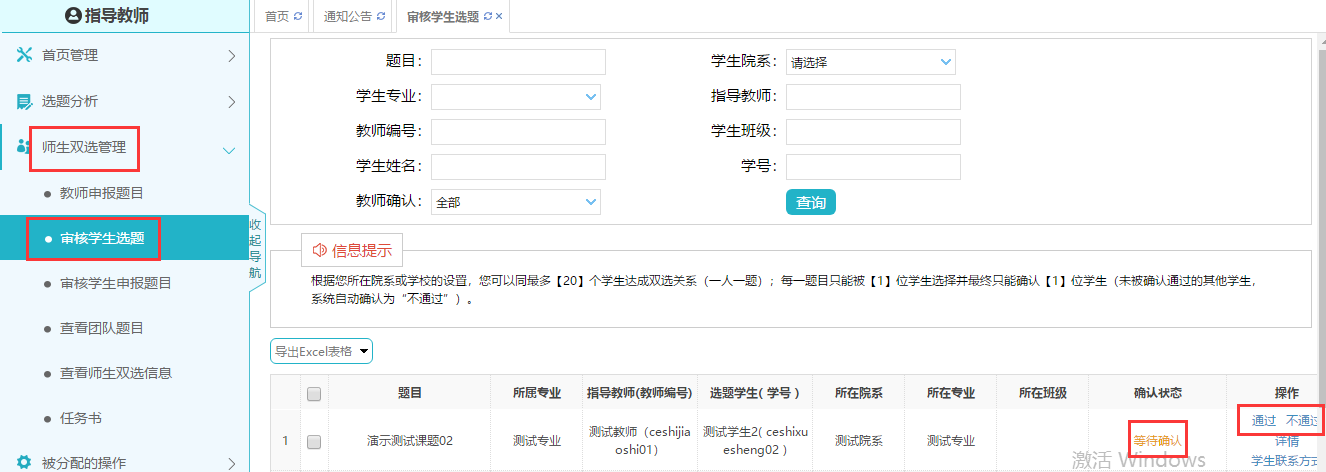 指导教师
首页 通知公告 审核学生选题
首页管理
选题分析
师生双选管理
教师申报题目
审核学生选题
审核学生申报题目
查看团队题目
查看师生双选信息
任务书
被分配的操作
收起导航
题目: 学生院系: 请选择
学生专业: 指导教师:
教师编号: 学生班级:
学生姓名: 学号:
教师确认: 全部 查询
信息提示
根据您所在院系或学校的设置，您可以同最多【20】个学生达成双选关系（一人一题）；每一题目只能被【1】位学生选择并最终只能确认【1】位学生（未被确认通过的其他学生，
系统自动确认为“不通过”）。
导出Excel表格
题目 所属专业 指导教师(教师编号) 选题学生( 学号 ) 所在院系 所在专业 所在班级 确认状态 操作
1 演示测试课题02 测试专业 测试教师（ceshijia
oshi01） 测试学生2( ceshixu
esheng02 ) 测试院系 测试专业 等待确认 通过 不通过
详情
学生联系方式
激活 Windows